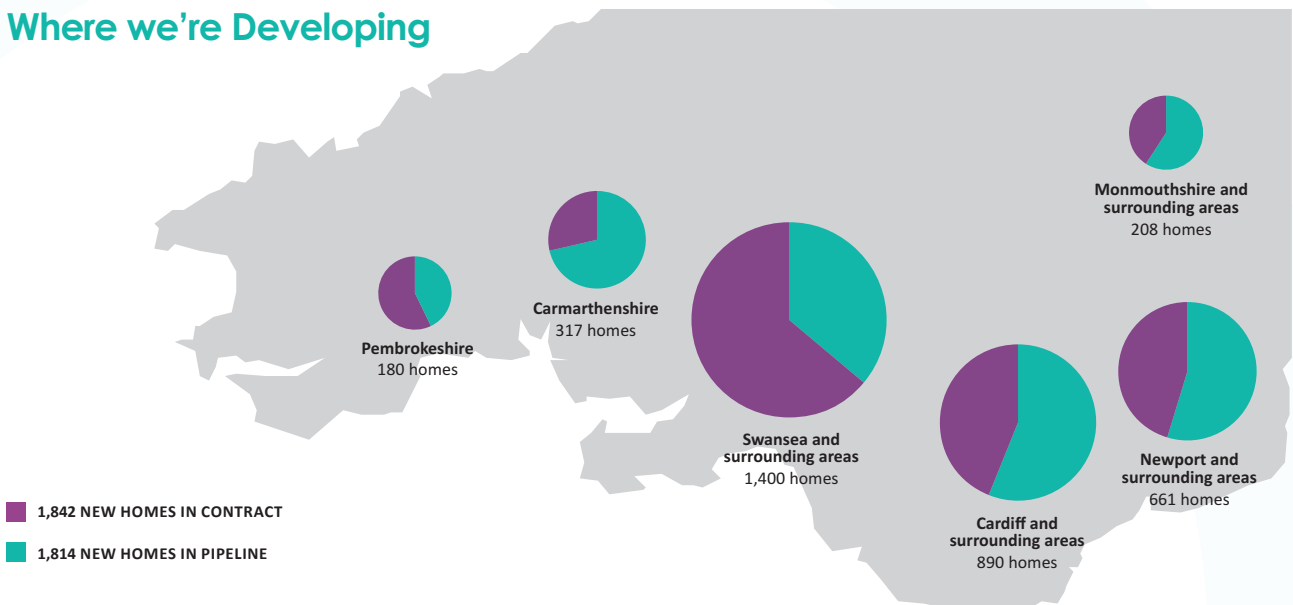 Where we’re Developing
Monmouthshire and
surrounding areas
208 homes
Carmarthenshire
317 homes
Pembrokeshire
180 homes
Swansea and
surrounding areas
1,400 homes
Newport and
surrounding areas
661 homes
Cardiff and
surrounding areas
890 homes
1,842 NEW HOMES IN CONTRACT
1,814 NEW HOMES IN PIPELINE